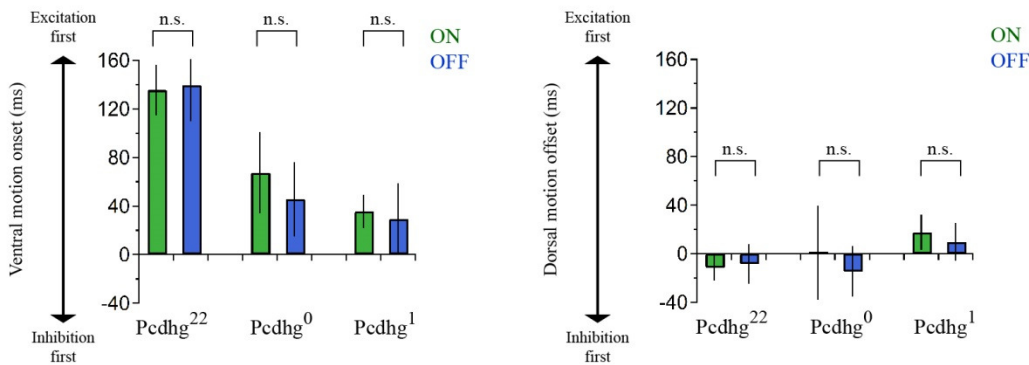 Excitation
first
n.s.
n.s.
n.s.
ON
OFF
Ventral motion onset (ms)
160
120
80
40
0
-40
Pcdhg22
Pcdhg0
Pcdhg1
Inhibition
first
Excitation
first
ON
OFF
Dorsal motion offset (ms)
160
120
80
40
0
-40
n.s.
n.s.
n.s.
Pcdhg22
Pcdhg0
Pcdhg1
Inhibition
first